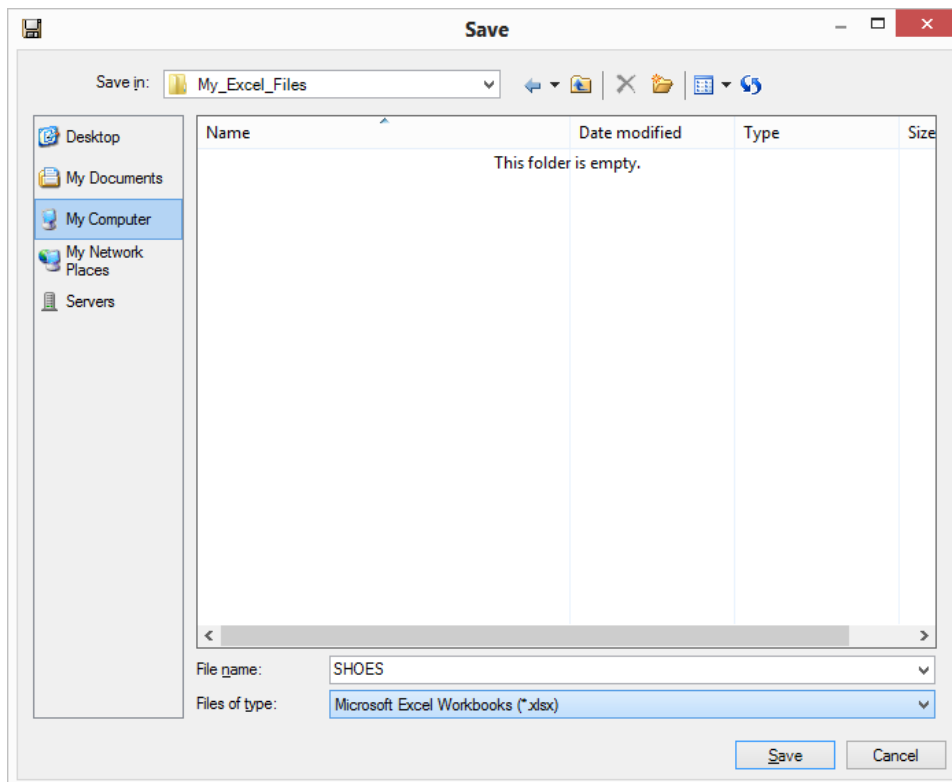 Save
Save in: My_Excel_Files
Desktop
My Documents
My Computer
My Network
Places
Servers
Name Date modified Type Size
This folder is empty.
File name: SHOES
Files of type: Microsoft Excel Workbooks (*.xlsx)
Save Cancel